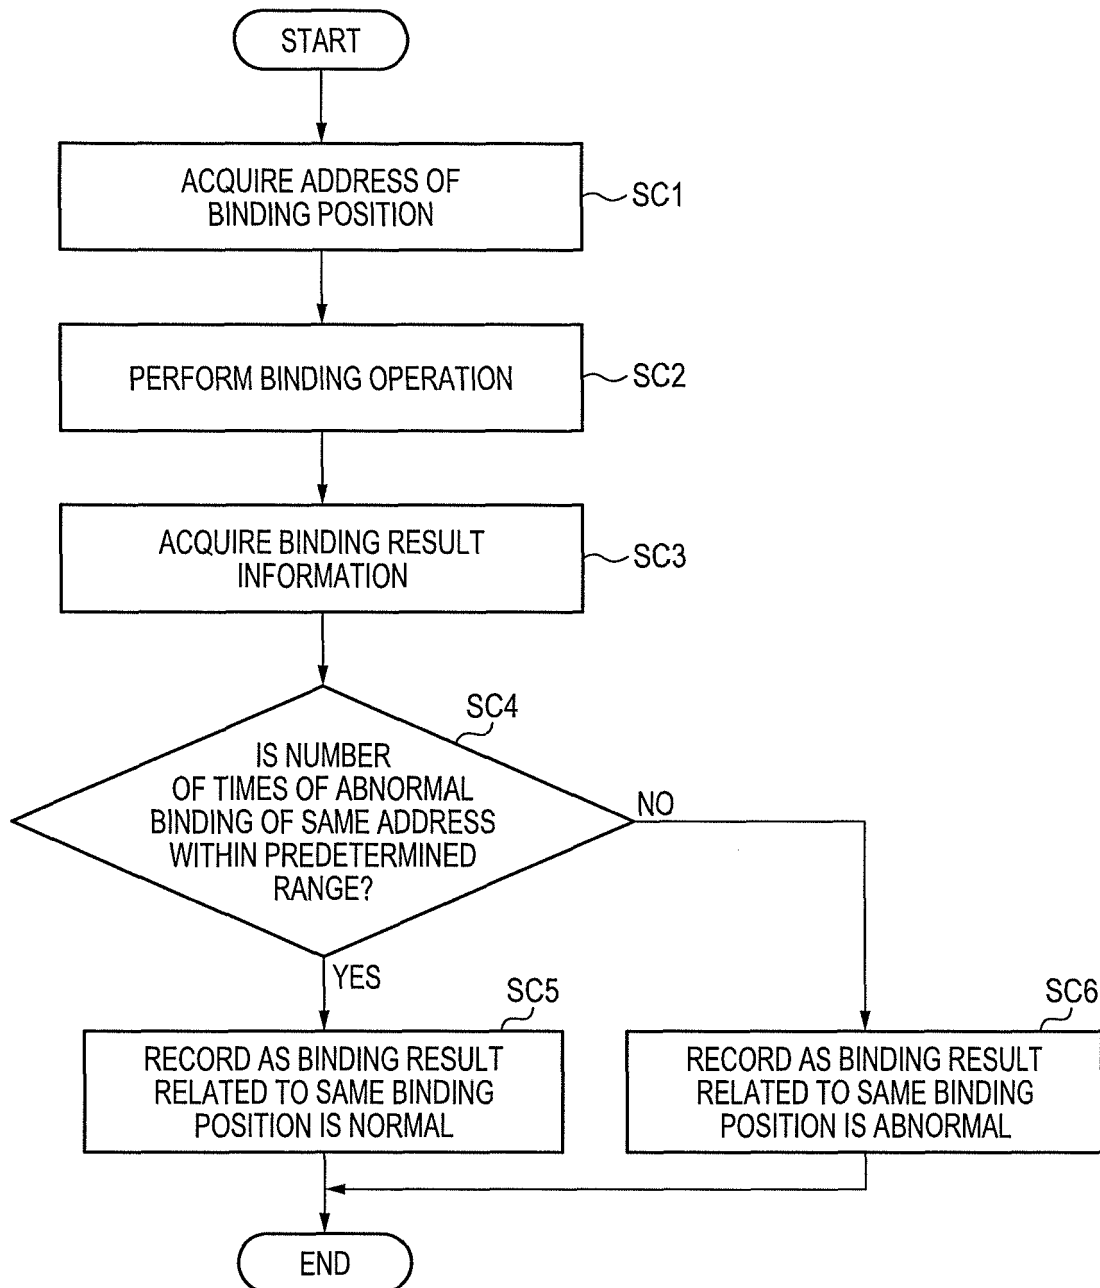 START
ACQUIRE ADDRESS OF
BINDING POSITION
SC1
PERFORM BINDING OPERATION
SC2
ACQUIRE BINDING RESULT
INFORMATION
SC3
SC4
IS NUMBER
OF TIMES OF ABNORMAL
BINDING OF SAME ADDRESS
WITHIN PREDETERMINED
RANGE?
NO
YES
SC5
RECORD AS BINDING RESULT
RELATED TO SAME BINDING
POSITION IS NORMAL
SC6
RECORD AS BINDING RESULT
RELATED TO SAME BINDING
POSITION IS ABNORMAL
END